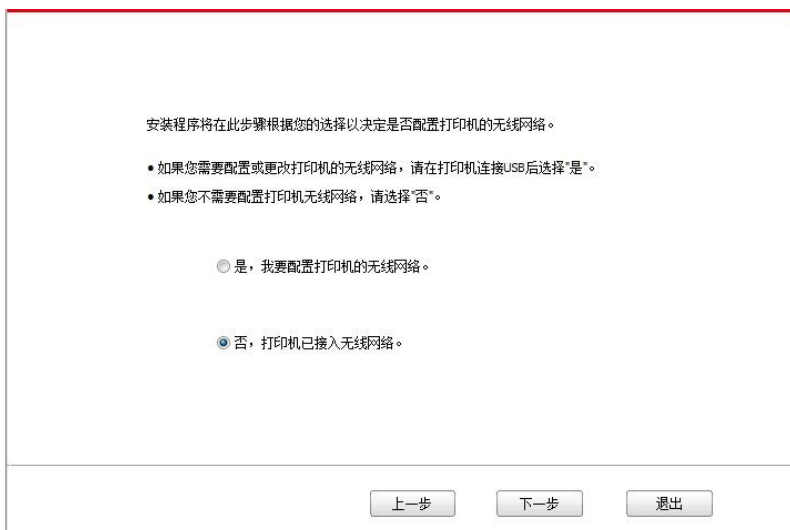 安装程序将在此步骤根据您的选择以决定是否配置打印机的无线网络。
• 如果您需要配置或更改打印机的无线网络，请在打印机连接USB后选择"是"。
• 如果您不需要配置打印机无线网络，请选择"否"。
是，我要配置打印机的无线网络。
否，打印机已接入无线网络。
上一步 下一步 退出